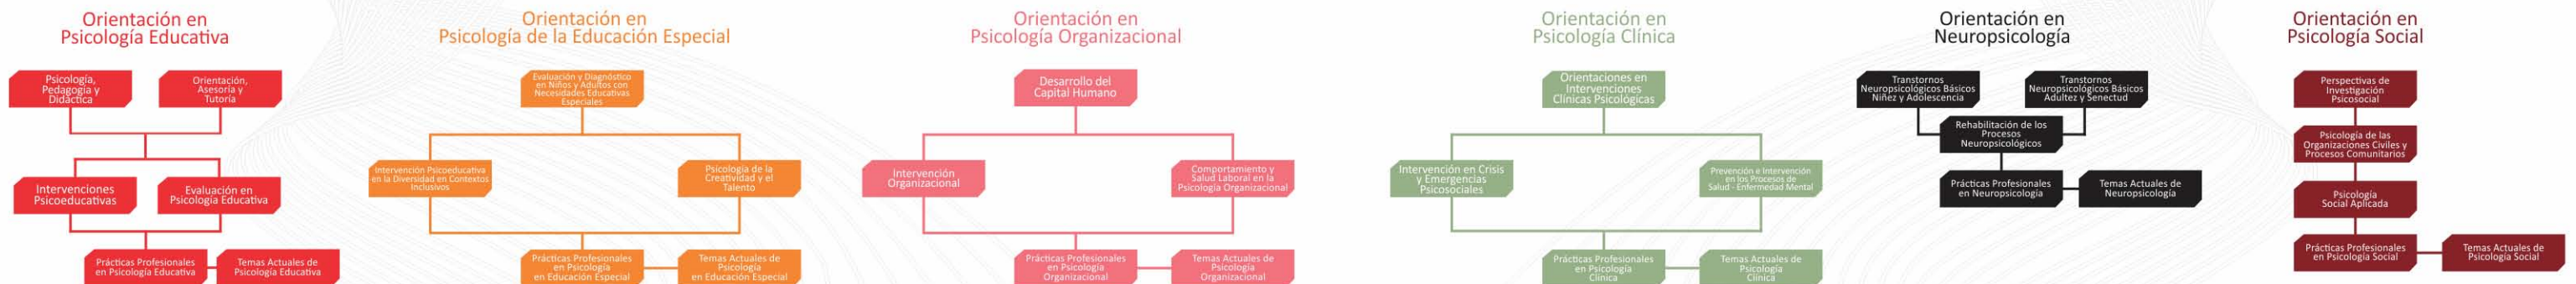 Orientación en
Psicología Educativa
Psicología,
Pedagogía y
Didáctica
Orientación,
Asesoría y
Tutoría
Intervenciones
Psicoeducativas
Evaluación en
Psicología Educativa
Prácticas Profesionales
en Psicología Educativa
Temas Actuales de
Psicología Educativa
Orientación en
Psicología de la Educación Especial
Evaluación y Diagnóstico
en Niños y Adultos con
Necesidades Educativas
Especiales
Intervención Psicoeducativa
en la Diversidad en Contextos
Inclusivos
Psicología de la
Creatividad y el
Talento
Prácticas Profesionales
en Psicología
en Educación Especial
Temas Actuales de
Psicología
en Educación Especial
Orientación en
Psicología Organizacional
Desarrollo del
Capital Humano
Intervención
Organizacional
Comportamiento y
Salud Laboral en la
Psicología Organizacional
Prácticas Profesionales
en Psicología
Organizacional
Temas Actuales de
Psicología
Organizacional
Orientación en
Psicología Clínica
Orientaciones en
Intervenciones
Clínicas Psicológicas
Intervención en Crisis
y Emergencias
Psicosociales
Prevención e Intervención
en los Procesos de
Salud - Enfermedad Mental
Prácticas Profesionales
en Psicología
Clínica
Temas Actuales de
Psicología
Clínica
Orientación en
Neuropsicología
Transtornos
Neuropsicológicos Básicos
Niñez y Adolescencia
Transtornos
Neuropsicológicos Básicos
Adultez y Senectud
Rehabilitación de los
Procesos
Neuropsicológicos
Prácticas Profesionales
en Neuropsicología
Temas Actuales de
Neuropsicología
Orientación en
Psicología Social
Perspectivas de
Investigación
Psicosocial
Psicología de las
Organizaciones Civiles y
Procesos Comunitarios
Psicología
Social Aplicada
Prácticas Profesionales
en Psicología Social
Temas Actuales de
Psicología Social